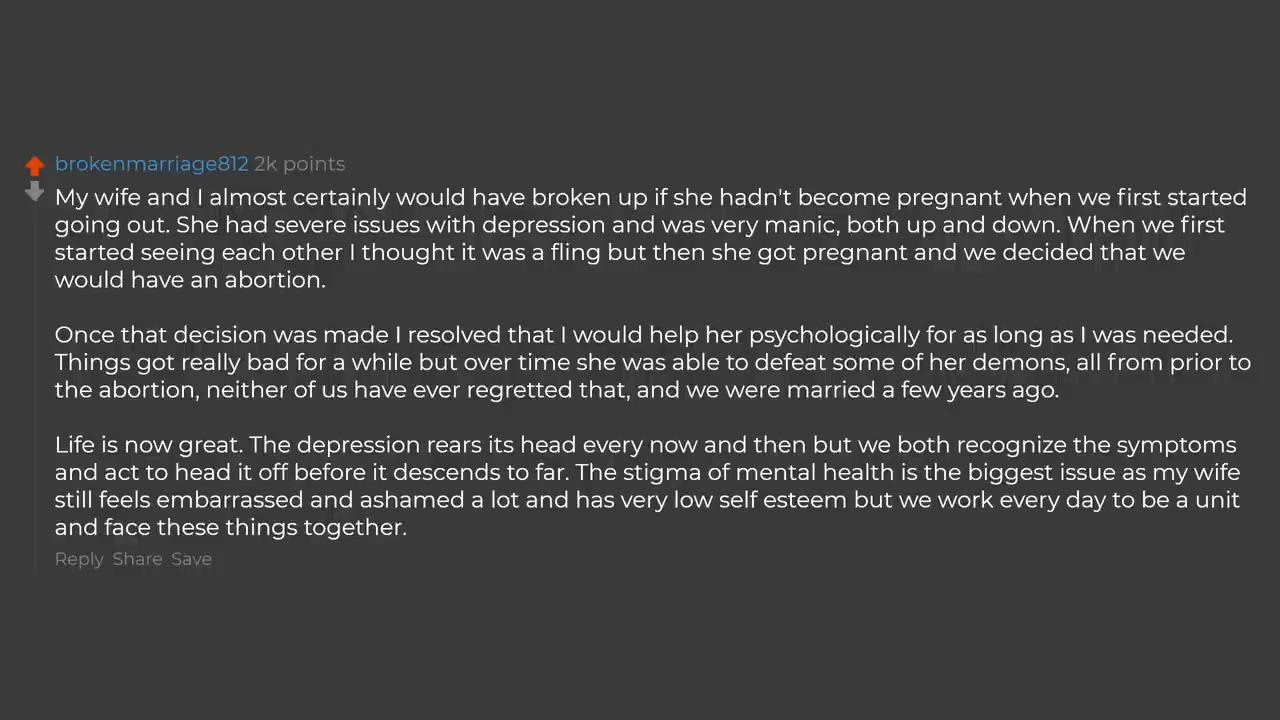 brokenmarriage812 2k points
My wife and I almost certainly would have broken up if she hadn't become pregnant when we first started
going out. She had severe issues with depression and was very manic, both up and down. When we first
started seeing each other I thought it was a fling but then she got pregnant and we decided that we
would have an abortion.
Once that decision was made I resolved that I would help her psychologically for as long as I was needed.
Things got really bad for a while but over time she was able to defeat some of her demons, all from prior to
the abortion, neither of us have ever regretted that, and we were married a few years ago.
Life is now great. The depression rears its head every now and then but we both recognize the symptoms
and act to head it off before it descends to far. The stigma of mental health is the biggest issue as my wife
still feels embarrassed and ashamed a lot and has very low self esteem but we work every day to be a unit
and face these things together.
Reply Share Save